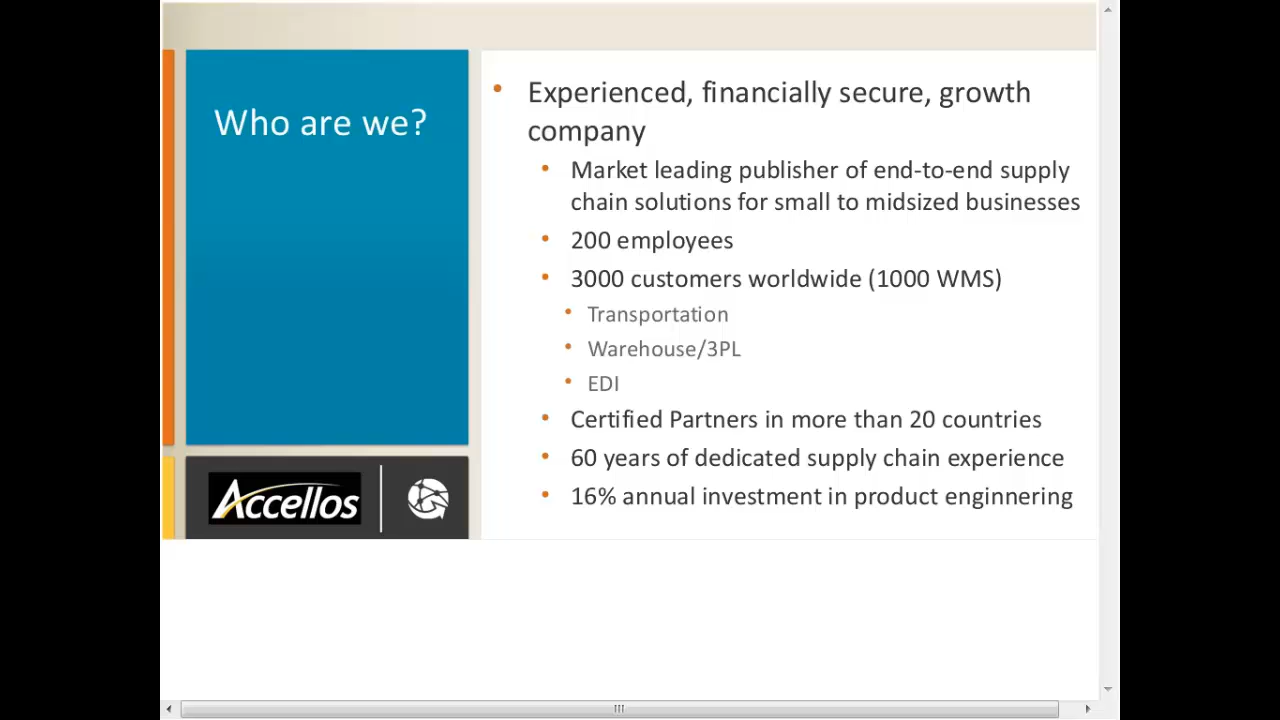 Who are we?
• Experienced, financially secure, growth
company
• Market leading publisher of end-to-end supply
chain solutions for small to midsized businesses
• 200 employees
• 3000 customers worldwide (1000 WMS)
• Transportation
• Warehouse/3PL
• EDI
• Certified Partners in more than 20 countries
• 60 years of dedicated supply chain experience
• 16% annual investment in product enginnering
Accellos